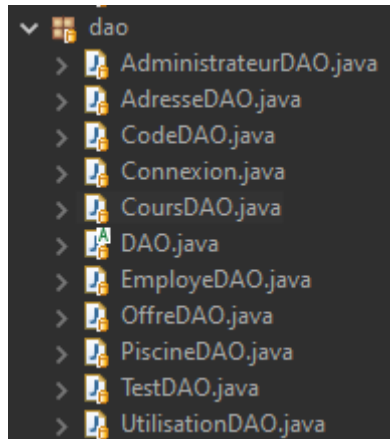 dao
AdministrateurDAO.java
AdresseDAO.java
CodeDAO.java
Connexion.java
CoursDAO.java
DAO.java
EmployeDAO.java
OffreDAO.java
PiscineDAO.java
TestDAO.java
UtilisationDAO.java